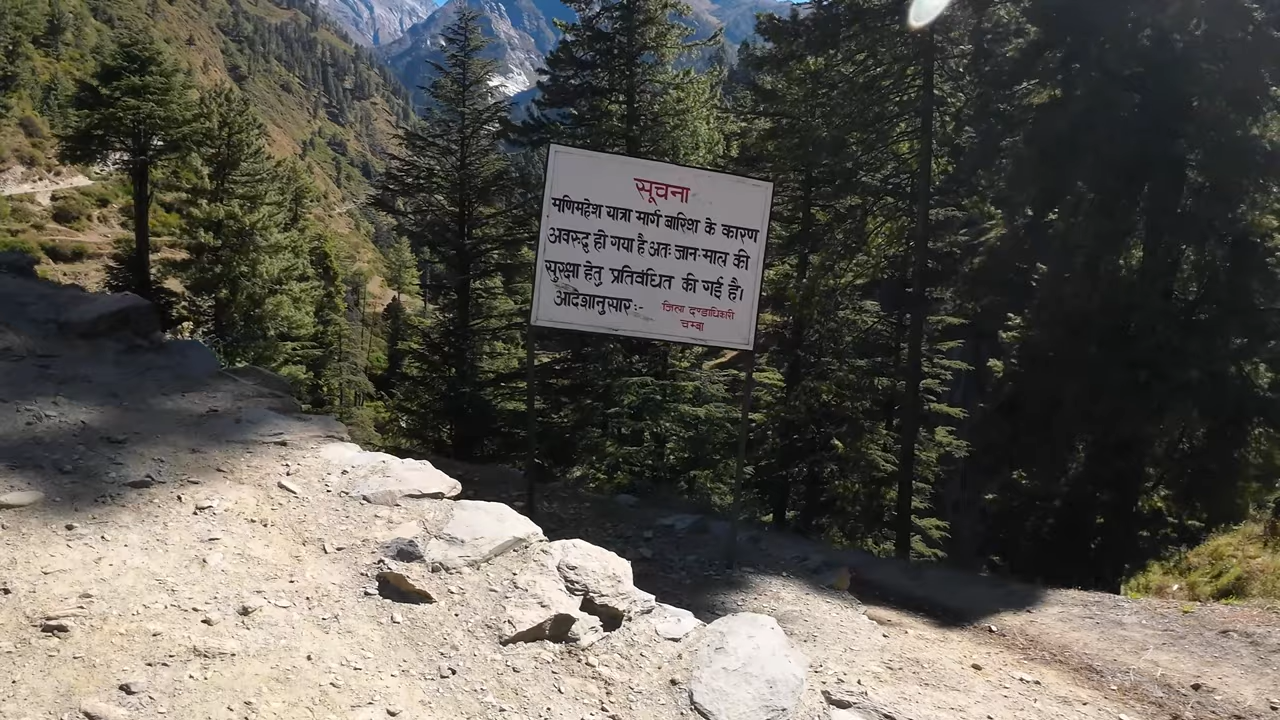 सूचना
मणिमहेश यात्रा मार्ग बारिश के कारण
अवरुद्ध हो गया है अतः जान-माल की
सुरक्षा हेतु प्रतिवंधित की गई है।
आदेशानुसार:-
जिला दण्डाधिकारी
चम्बा